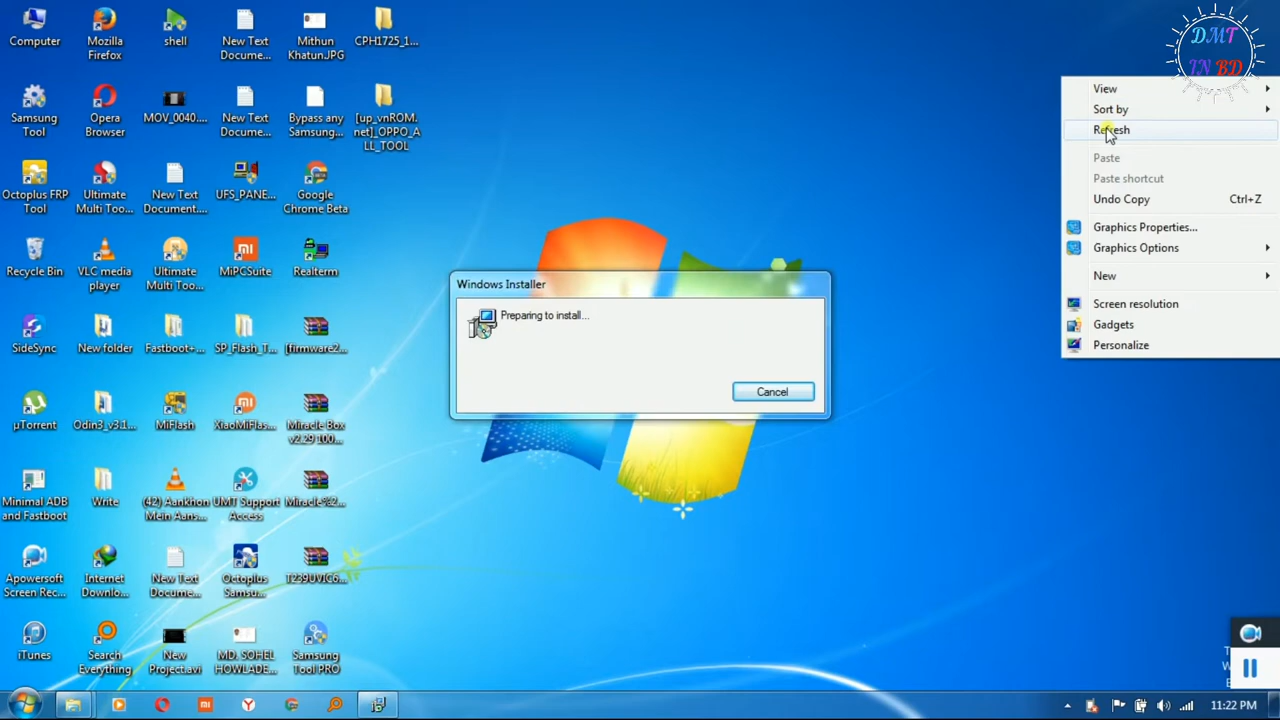 Computer
Mozilla
Firefox
shell
New Text
Docume...
Mithun
Khatun.JPG
CPH1725_1...
Samsung
Tool
Opera
Browser
MOV_0040....
New Text
Docume...
Bypass any
Samsung...
[up_vnROM.
net]_OPPO_A
LL_TOOL
Octoplus FRP
Tool
Ultimate
Multi Too...
New Text
Document....
UFS_PANE...
Google
Chrome Beta
Recycle Bin
VLC media
player
Ultimate
Multi Too...
MiPCSuite
Realterm
SideSync
New folder
Fastboot+...
SP_Flash_T...
[firmware2...
µTorrent
Odin3_v3.1...
MiFlash
XiaoMiFlas...
Miracle Box
v2.29 100...
Minimal ADB
and Fastboot
Write
(42) Aankhon
Mein Aans...
UMT Support
Access
Miracle%2...
Apowersoft
Screen Rec...
Internet
Downlo...
New Text
Docume...
Octoplus
Samsu...
T239UVIC6...
iTunes
Search
Everything
New
Project.avi
MD. SOHEL
HOWLADE...
Samsung
Tool PRO
Windows Installer
Preparing to install...
Cancel
DMT
IN BD
View
Sort by
Refresh
Paste
Paste shortcut
Undo Copy Ctrl+Z
Graphics Properties...
Graphics Options
New
Screen resolution
Gadgets
Personalize
11:22 PM